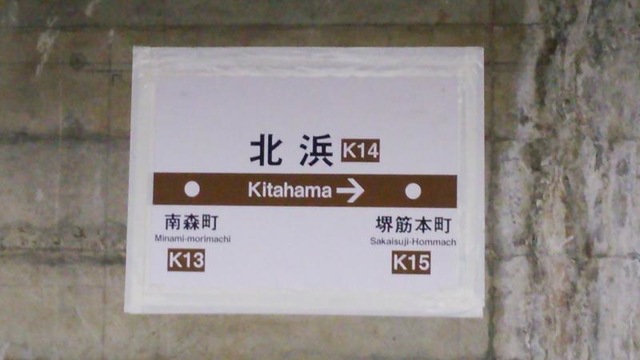 北浜 K14
Kitahama →
南森町 堺筋本町
Minami-morimachi Sakaisuji-Hommach
K13 K15